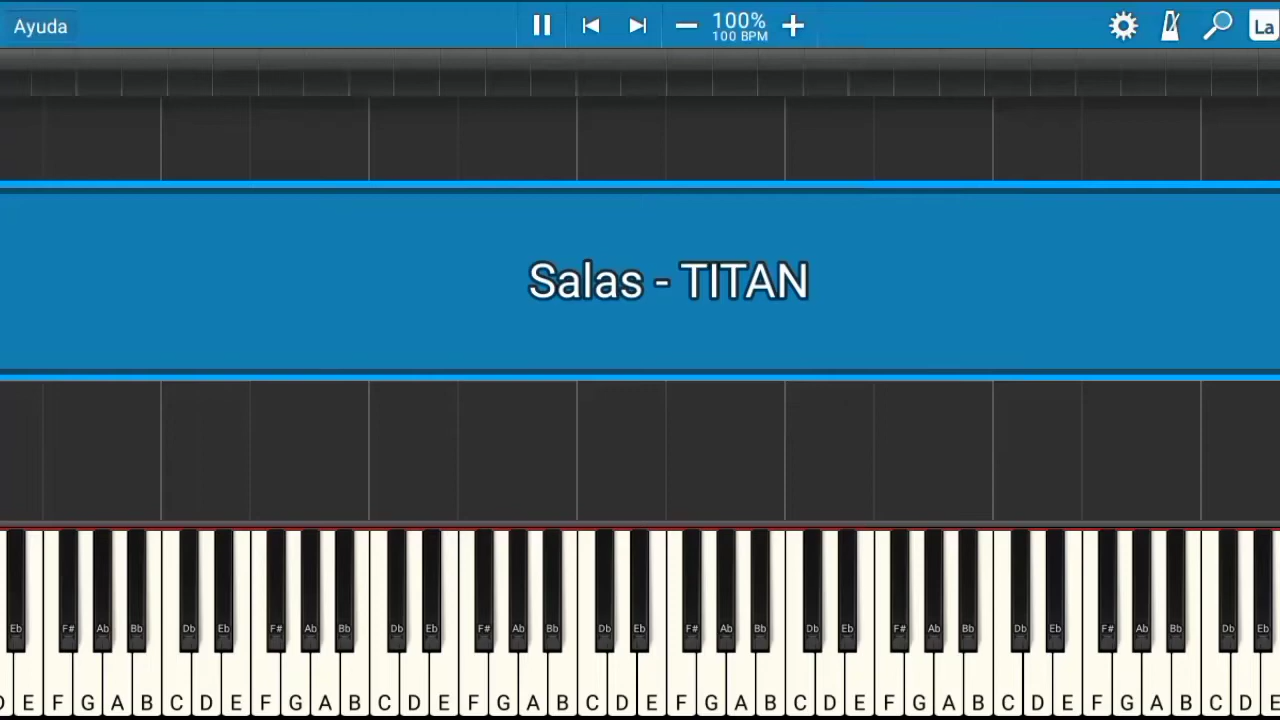 Ayuda
100%
100 BPM
La
Salas - TITAN
Eb F# Ab Bb Db Eb F# Ab Bb Db Eb F# Ab Bb Db Eb F# Ab Bb Db Eb F# Ab Bb Db Eb F# Ab Bb Db Eb
D E F G A B C D E F G A B C D E F G A B C D E F G A B C D E F G A B C D E F G A B C D E